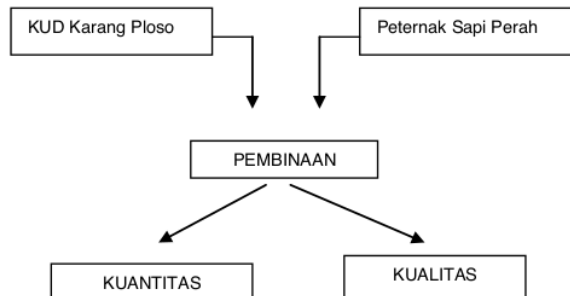 KUD Karang Ploso
Peternak Sapi Perah
PEMBINAAN
KUANTITAS
KUALITAS